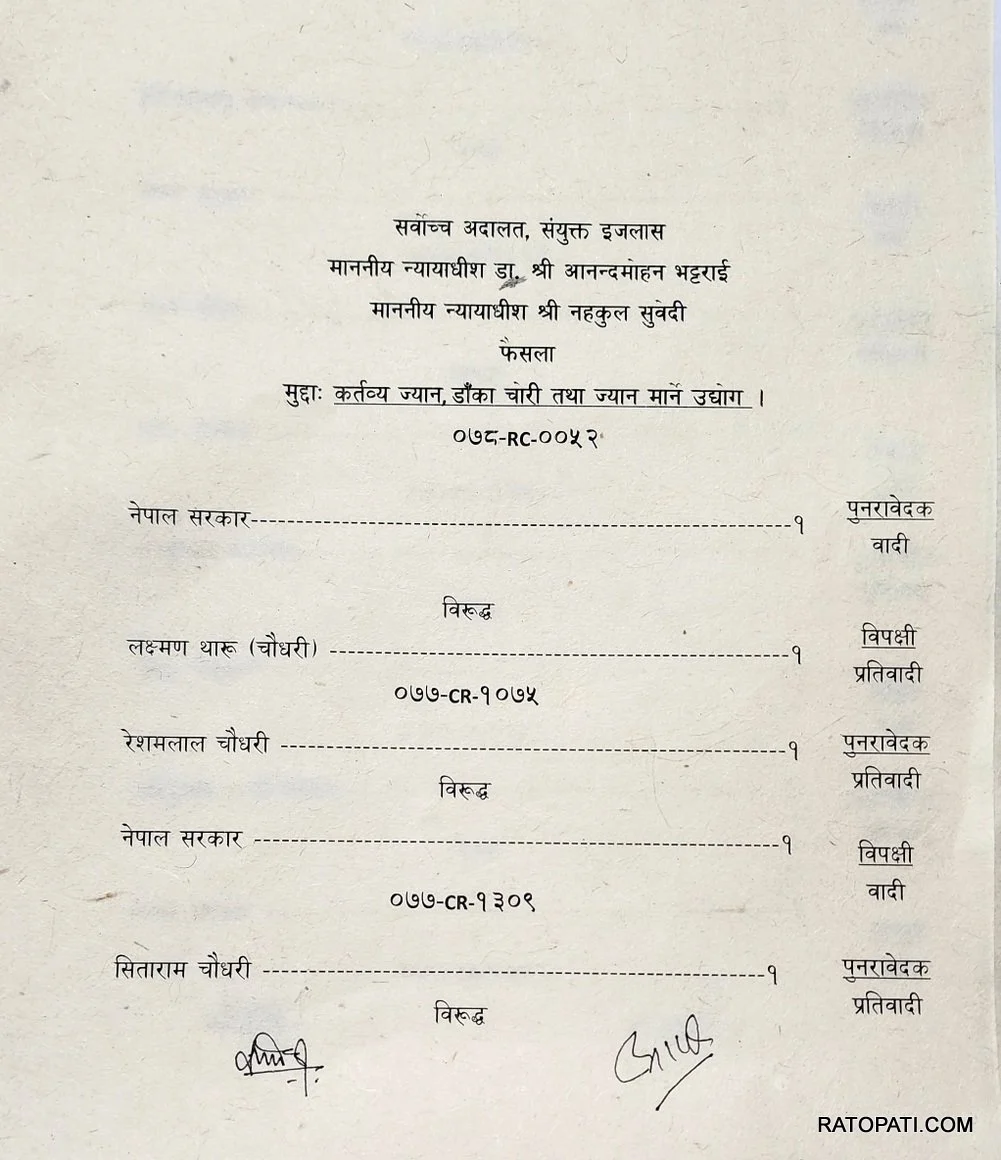 सर्वोच्च अदालत, संयुक्त इजलास
माननीय न्यायाधीश डा. श्री आनन्दमोहन भट्टराई
माननीय न्यायाधीश श्री नहकुल सुवेदी
फैसला
मुद्दाः कर्तव्य ज्यान, डाँका चोरी तथा ज्यान मार्ने उद्योग ।
०७८-RC-००५२
नेपाल सरकार------------------------------------------------------------१ पुनरावेदक
वादी
विरूद्ध
लक्ष्मण थारू (चौधरी) ---------------------------------------------------१ विपक्षी
प्रतिवादी
०७७-CR-१०७५
रेशमलाल चौधरी --------------------------------------------------------१ पुनरावेदक
प्रतिवादी
विरूद्ध
नेपाल सरकार ----------------------------------------------------------१ विपक्षी
वादी
०७७-CR-१३०९
सिताराम चौधरी --------------------------------------------------------१ पुनरावेदक
प्रतिवादी
विरूद्ध
RATOPATI.COM